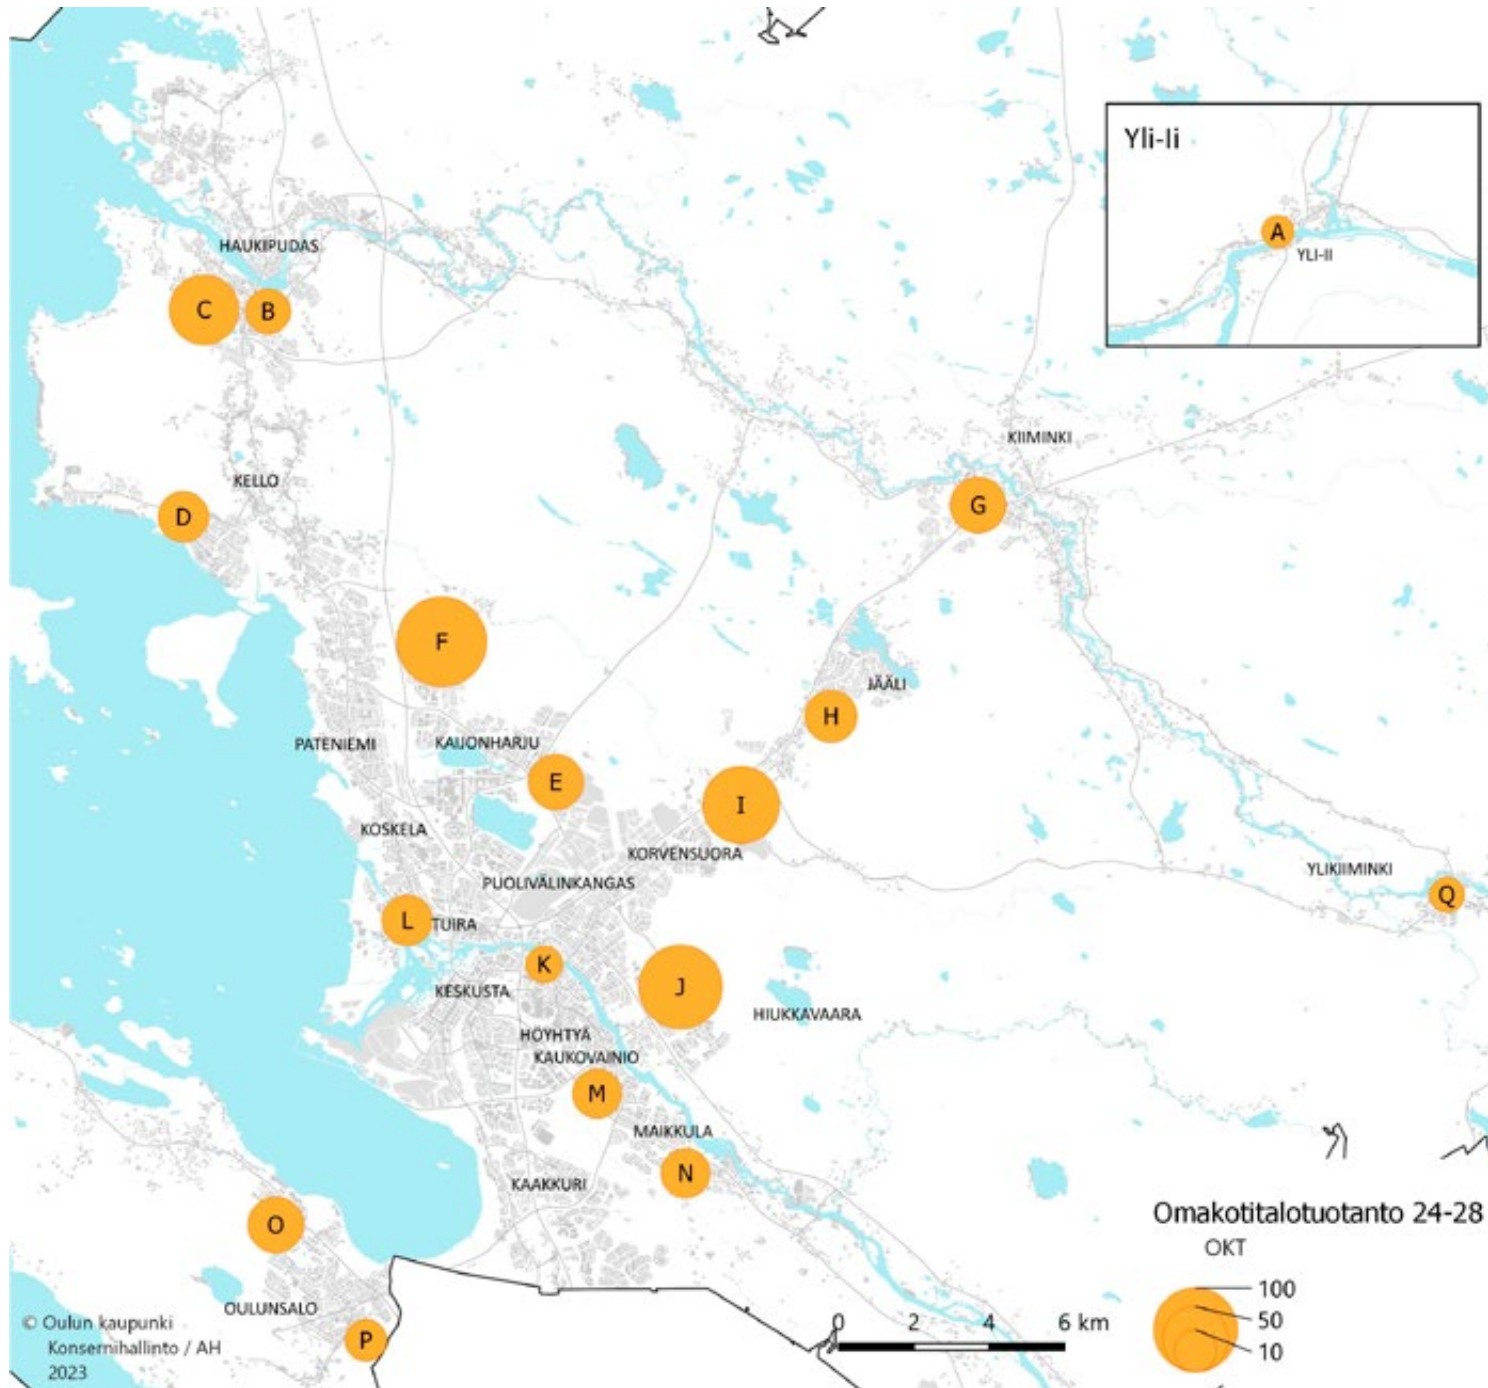 Yli-Ii
A
YLI-II
HAUKIPUDAS
C
B
KIIMINKI
KELLO
G
D
F
JÄÄLI
H
PATENIEMI
KAIJONHARJU
E
I
KOSKELA
KORVENSUORA
YLIKIIMINKI
PUOLIVÄLINKANGAS
Q
L
TUIRA
K
J
KESKUSTA
HIUKKAVAARA
HÖYHTYÄ
KAUKOVAINIO
M
MAIKKULA
N
KAAKKURI
Omakotitalotuotanto 24-28
O
OKT
100
OULUNSALO
50
0 2 4 6 km
© Oulun kaupunki
P
Konsernihallinto / AH
10
2023